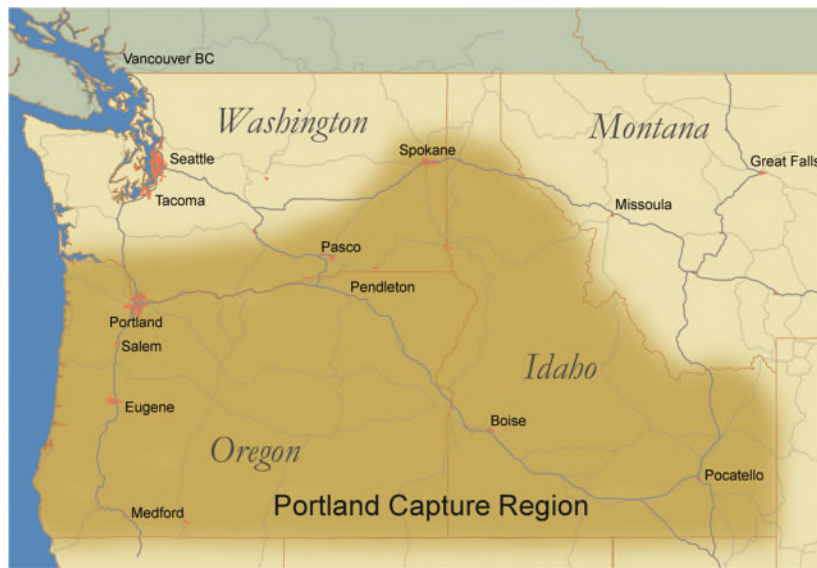 Vancouver BC
Washington
Montana
Seattle
Spokane
Great Falls
Tacoma
Missoula
Pasco
Pendleton
Portland
Salem
Idaho
Eugene
Boise
Oregon
Pocatello
Medford
Portland Capture Region